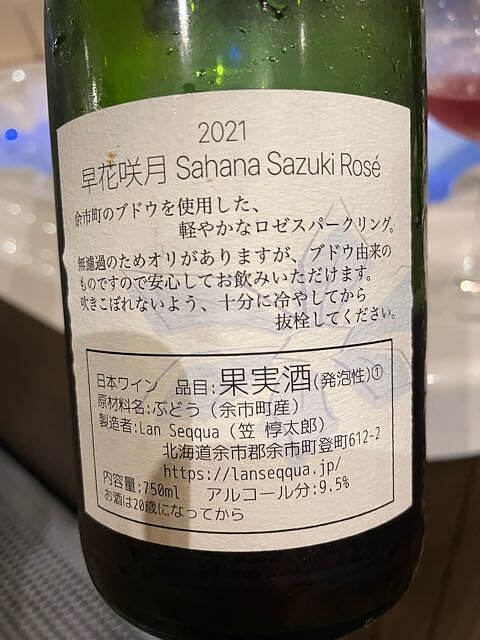 2021
早花咲月 Sahana Sazuki Rosé
余市町のブドウを使用した、
軽やかなロゼスパークリング。
無濾過のためオリがありますが、ブドウ由来の
ものですので安心してお飲みいただけます。
吹きこぼれないよう、十分に冷やしてから
抜栓してください。
日本ワイン 品目:果実酒(発泡性)①
原材料名:ぶどう（余市町産）
製造者:Lan Seqqua（笠 惇太郎）
北海道余市郡余市町登町612-2
https://lanseqqua.jp/
内容量:750ml アルコール分:9.5%
お酒は20歳になってから